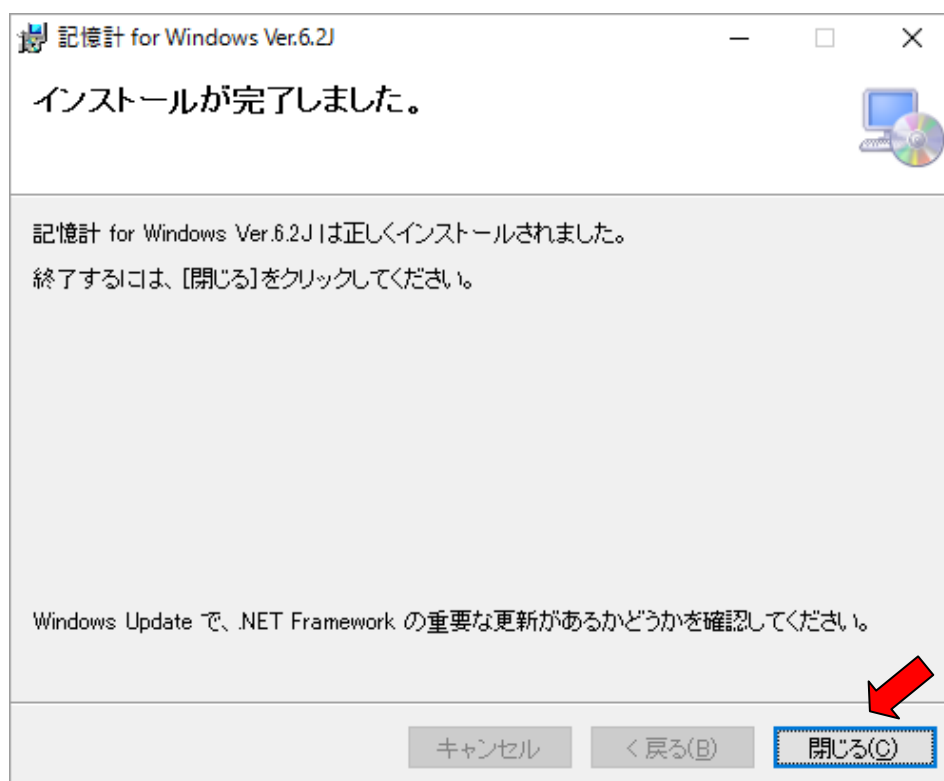 記憶計 for Windows Ver.6.2J
インストールが完了しました。
記憶計 for Windows Ver.6.2J は正しくインストールされました。
終了するには、[閉じる]をクリックしてください。
Windows Update で、.NET Framework の重要な更新があるかどうかを確認してください。
キャンセル
< 戻る(B)
閉じる(C)